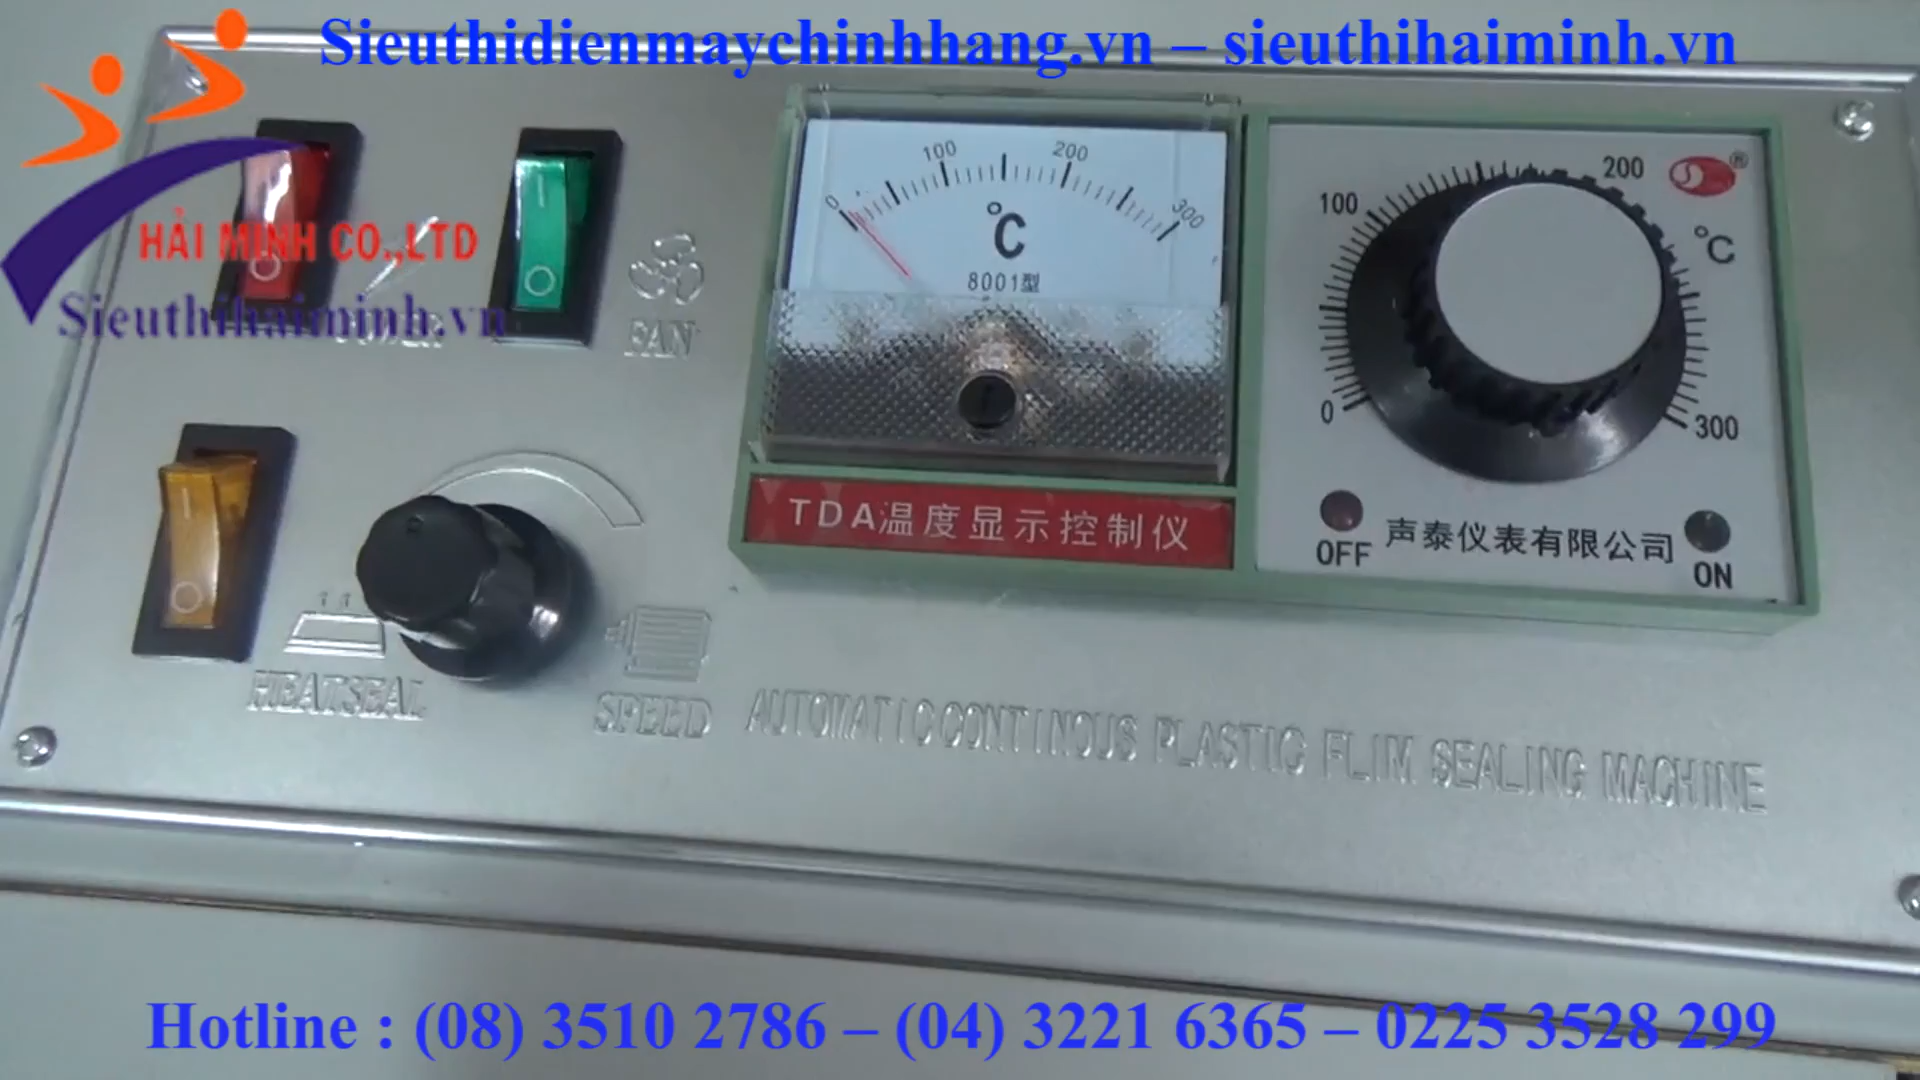 Sieuthidienmaychinhhang.vn – sieuthihaiminh.vn
HẢI MINH CO.,LTD
Sieuthihaiminh.vn
FAN
0
100
200
300
℃
8001型
TDA温度显示控制仪
0
100
200
300
®
℃
OFF
声泰仪表有限公司
ON
HEATSEAL
SPEED
AUTOMATIC CONTINOUS PLASTIC FLIM SEALING MACHINE
Hotline : (08) 3510 2786 – (04) 3221 6365 – 0225 3528 299